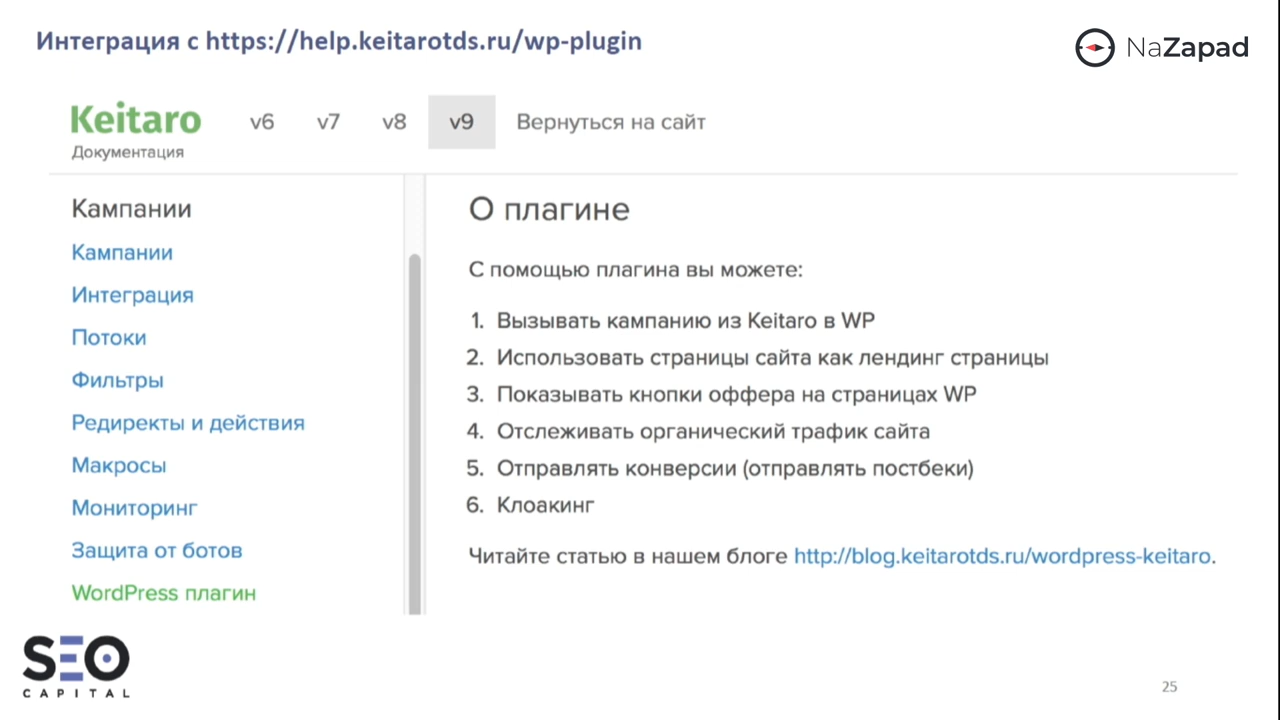 Интеграция с https://help.keitarotds.ru/wp-plugin
NaZapad
Keitaro
Документация
v6 v7 v8 v9 Вернуться на сайт
Кампании
Кампании
Интеграция
Потоки
Фильтры
Редиректы и действия
Макросы
Мониторинг
Защита от ботов
WordPress плагин
О плагине
С помощью плагина вы можете:
1. Вызывать кампанию из Keitaro в WP
2. Использовать страницы сайта как лендинг страницы
3. Показывать кнопки оффера на страницах WP
4. Отслеживать органический трафик сайта
5. Отправлять конверсии (отправлять постбеки)
6. Клоакинг
Читайте статью в нашем блоге http://blog.keitarotds.ru/wordpress-keitaro.
SEO
CAPITAL
25